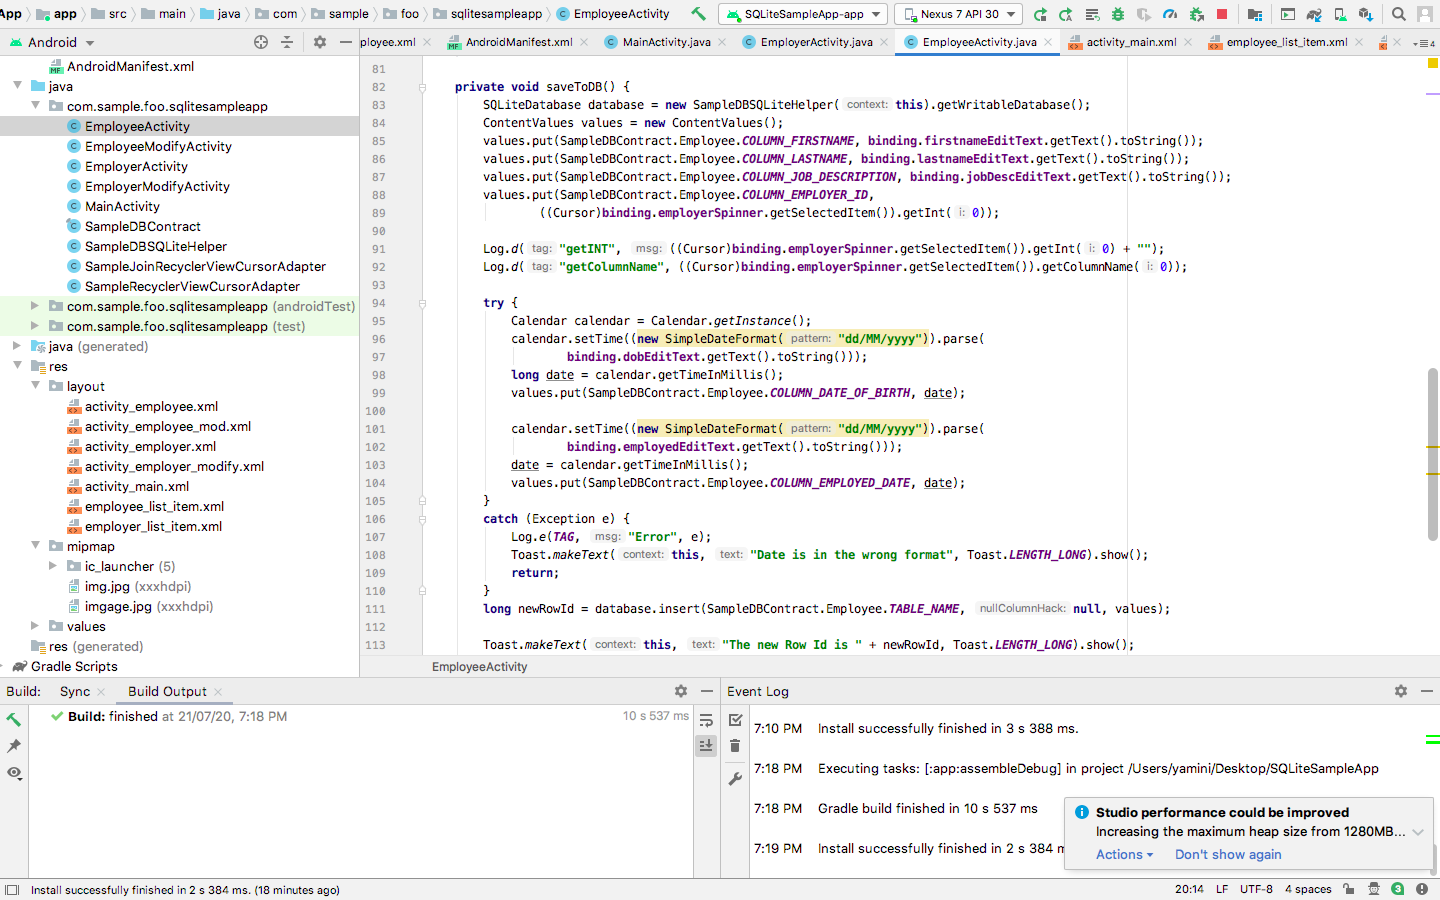 App app src main java com sample foo sqlitesampleapp EmployeeActivity SQLiteSampleApp-app Nexus 7 API 30
Android ployee.xml AndroidManifest.xml MainActivity.java EmployerActivity.java EmployeeActivity.java activity_main.xml employee_list_item.xml 4
AndroidManifest.xml
java
com.sample.foo.sqlitesampleapp
EmployeeActivity
EmployeeModifyActivity
EmployerActivity
EmployerModifyActivity
MainActivity
SampleDBContract
SampleDBSQLiteHelper
SampleJoinRecyclerViewCursorAdapter
SampleRecyclerViewCursorAdapter
com.sample.foo.sqlitesampleapp (androidTest)
com.sample.foo.sqlitesampleapp (test)
java (generated)
res
layout
activity_employee.xml
activity_employee_mod.xml
activity_employer.xml
activity_employer_modify.xml
activity_main.xml
employee_list_item.xml
employer_list_item.xml
mipmap
ic_launcher (5)
img.jpg (xxxhdpi)
imgage.jpg (xxxhdpi)
values
res (generated)
Gradle Scripts
81
82 private void saveToDB() {
83 SQLiteDatabase database = new SampleDBSQLiteHelper( context: this).getWritableDatabase();
84 ContentValues values = new ContentValues();
85 values.put(SampleDBContract.Employee.COLUMN_FIRSTNAME, binding.firstnameEditText.getText().toString());
86 values.put(SampleDBContract.Employee.COLUMN_LASTNAME, binding.lastnameEditText.getText().toString());
87 values.put(SampleDBContract.Employee.COLUMN_JOB_DESCRIPTION, binding.jobDescEditText.getText().toString());
88 values.put(SampleDBContract.Employee.COLUMN_EMPLOYER_ID,
89 ((Cursor)binding.employerSpinner.getSelectedItem()).getInt( i: 0));
90
91 Log.d( tag: "getINT", msg: ((Cursor)binding.employerSpinner.getSelectedItem()).getInt( i: 0) + "");
92 Log.d( tag: "getColumnName", ((Cursor)binding.employerSpinner.getSelectedItem()).getColumnName( i: 0));
93
94 try {
95 Calendar calendar = Calendar.getInstance();
96 calendar.setTime((new SimpleDateFormat( pattern: "dd/MM/yyyy")).parse(
97 binding.dobEditText.getText().toString()));
98 long date = calendar.getTimeInMillis();
99 values.put(SampleDBContract.Employee.COLUMN_DATE_OF_BIRTH, date);
100
101 calendar.setTime((new SimpleDateFormat( pattern: "dd/MM/yyyy")).parse(
102 binding.employedEditText.getText().toString()));
103 date = calendar.getTimeInMillis();
104 values.put(SampleDBContract.Employee.COLUMN_EMPLOYED_DATE, date);
105 }
106 catch (Exception e) {
107 Log.e(TAG, msg: "Error", e);
108 Toast.makeText( context: this, text: "Date is in the wrong format", Toast.LENGTH_LONG).show();
109 return;
110 }
111 long newRowId = database.insert(SampleDBContract.Employee.TABLE_NAME, nullColumnHack: null, values);
112
113 Toast.makeText( context: this, text: "The new Row Id is " + newRowId, Toast.LENGTH_LONG).show();
EmployeeActivity
Build: Sync Build Output
Build: finished at 21/07/20, 7:18 PM 10 s 537 ms
Event Log
7:10 PM Install successfully finished in 3 s 388 ms.
7:18 PM Executing tasks: [:app:assembleDebug] in project /Users/yamini/Desktop/SQLiteSampleApp
7:18 PM Gradle build finished in 10 s 537 ms
7:19 PM Install successfully finished in 2 s 384 m
Studio performance could be improved
Increasing the maximum heap size from 1280MB...
Actions Don't show again
Install successfully finished in 2 s 384 ms. (18 minutes ago) 20:14 LF UTF-8 4 spaces 3